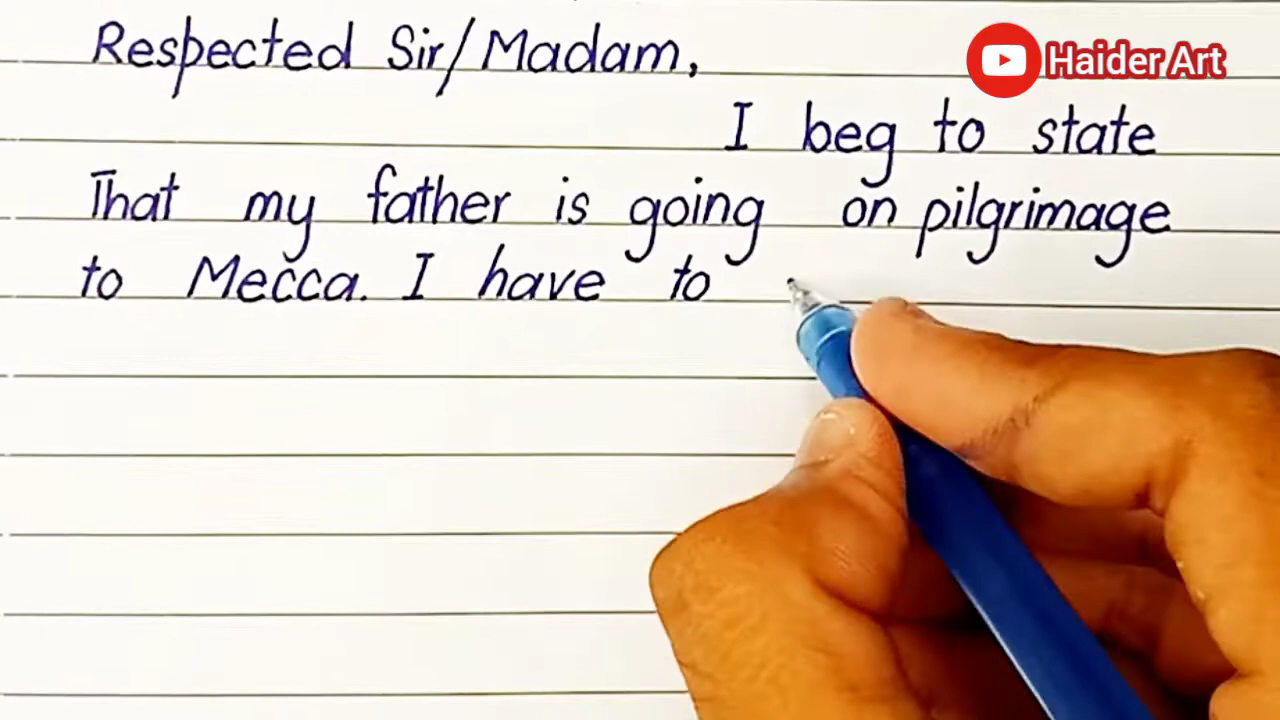 Respected Sir/Madam,
Haider Art
I beg to state
That my father is going on pilgrimage
to Mecca. I have to